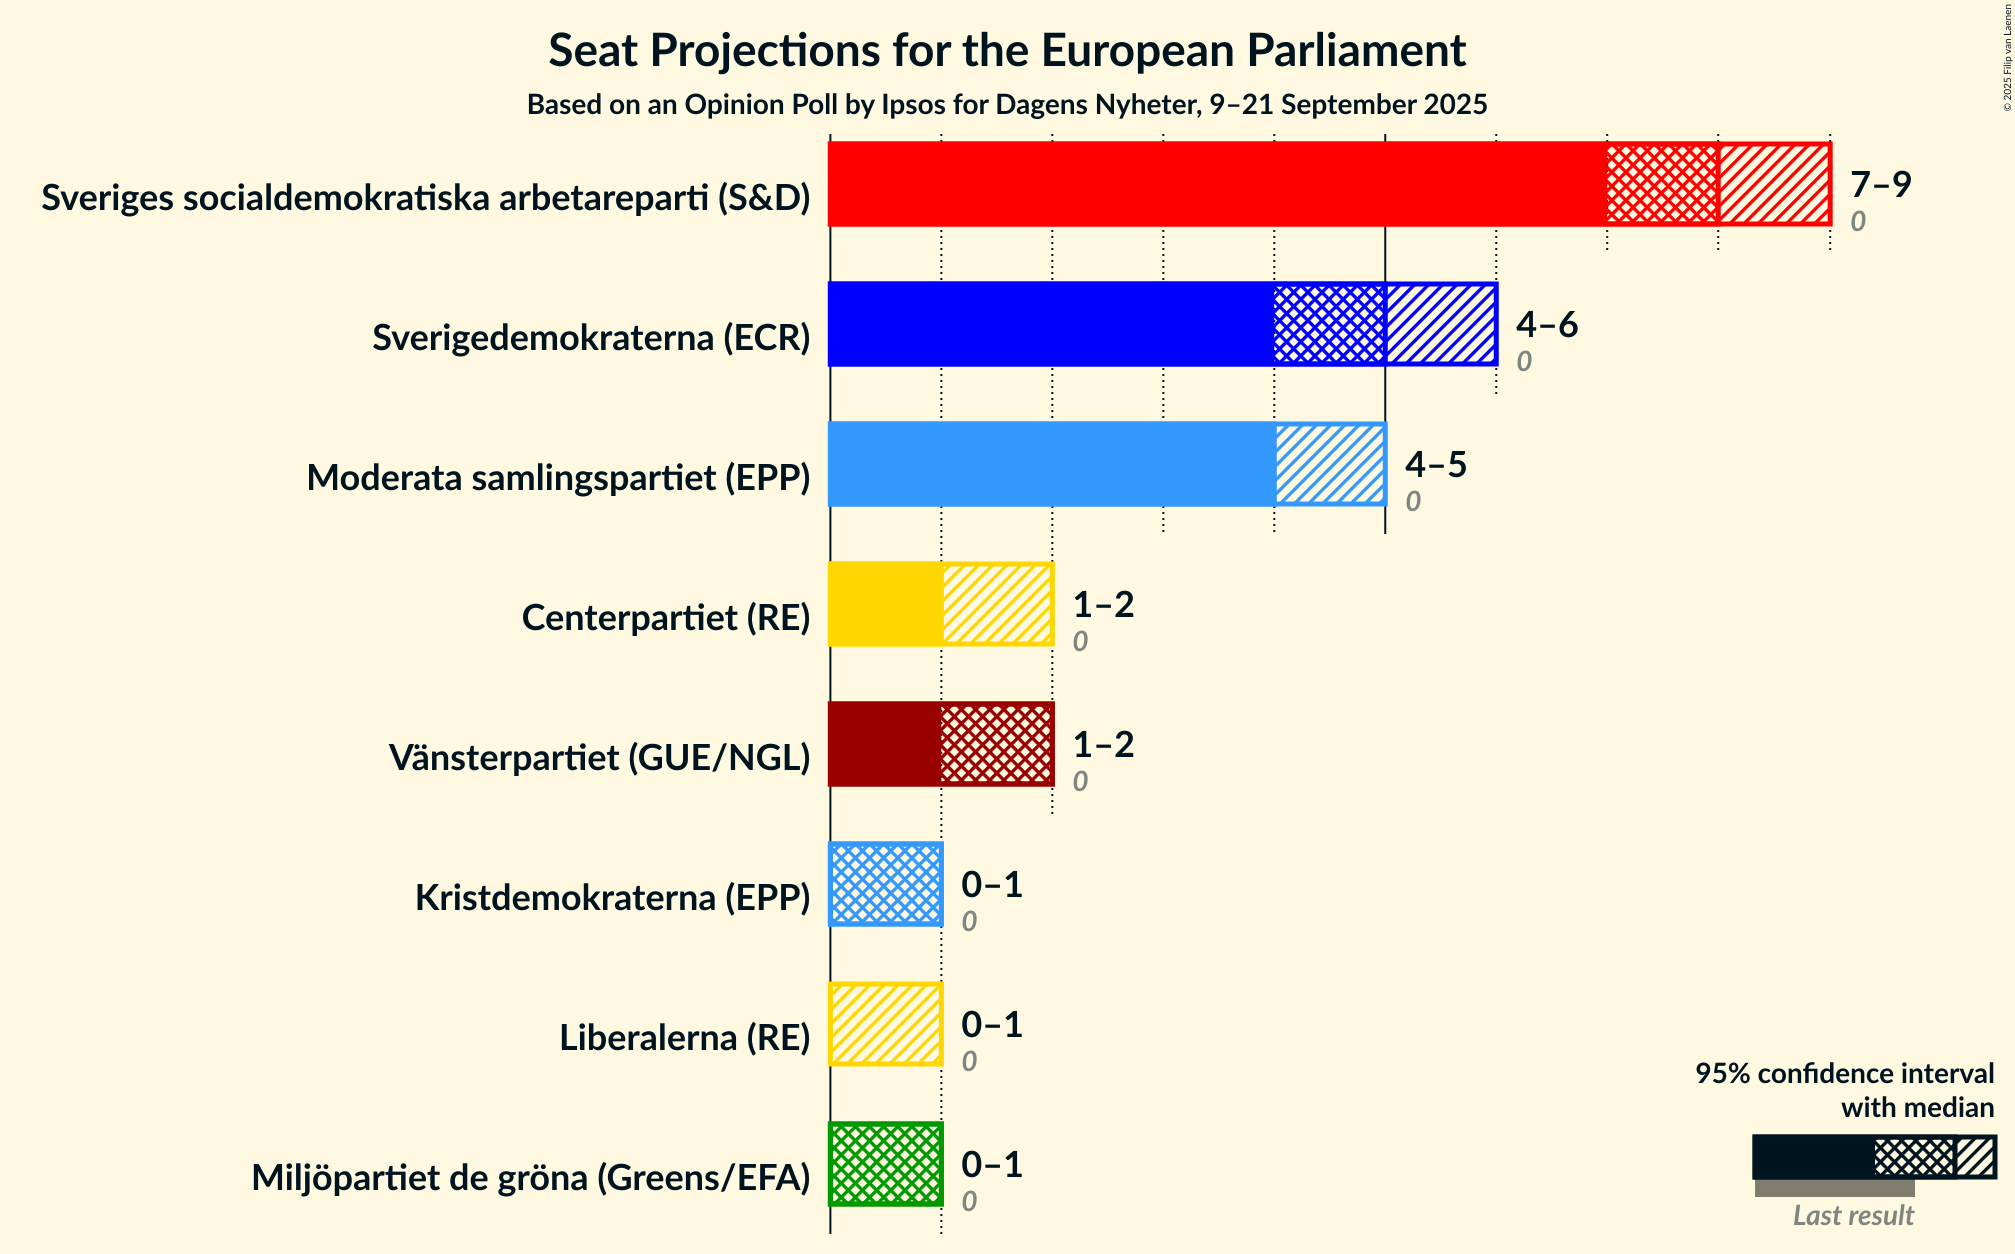 Seat Projections for the European Parliament
Based on an Opinion Poll by Ipsos for Dagens Nyheter, 9–21 September 2025
© 2025 Filip van Laenen
Sveriges socialdemokratiska arbetareparti (S&D)
7–9
0
Sverigedemokraterna (ECR)
4–6
0
Moderata samlingspartiet (EPP)
4–5
0
Centerpartiet (RE)
1–2
0
Vänsterpartiet (GUE/NGL)
1–2
0
Kristdemokraterna (EPP)
0–1
0
Liberalerna (RE)
0–1
0
Miljöpartiet de gröna (Greens/EFA)
0–1
0
95% confidence interval
with median
Last result